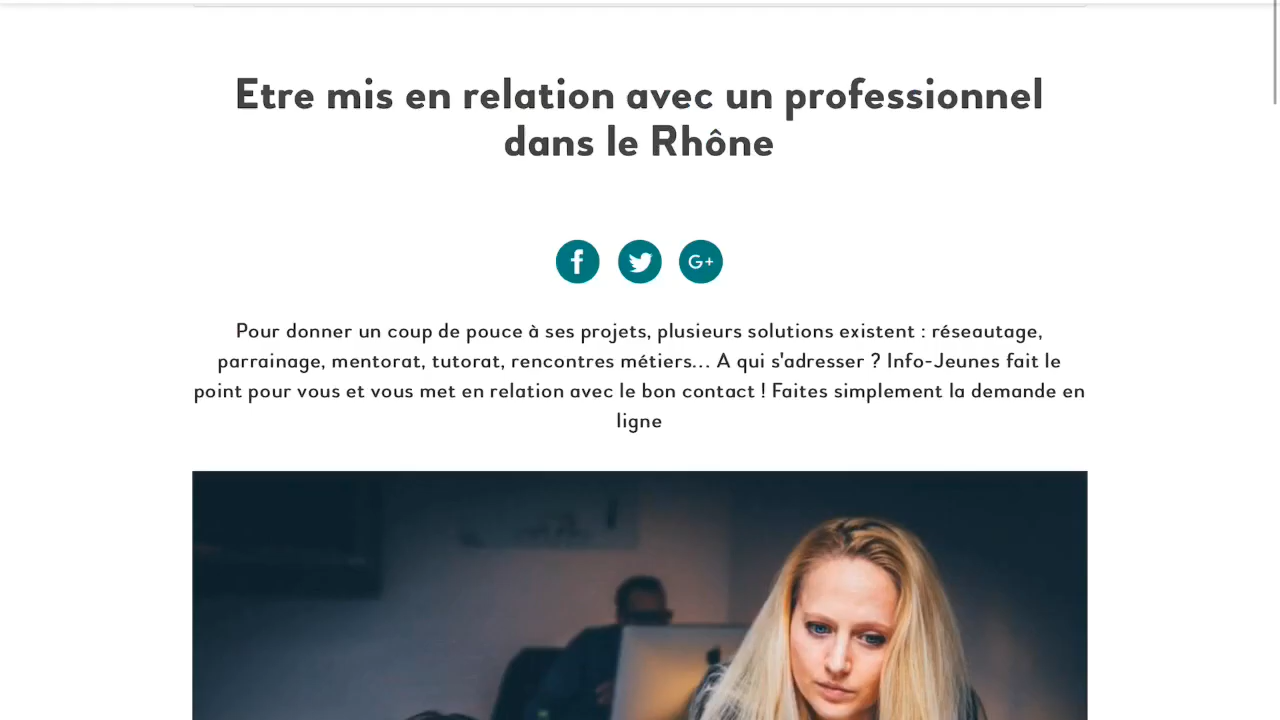 Etre mis en relation avec un professionnel
dans le Rhône
f
G+
Pour donner un coup de pouce à ses projets, plusieurs solutions existent : réseautage,
parrainage, mentorat, tutorat, rencontres métiers... A qui s'adresser ? Info-Jeunes fait le
point pour vous et vous met en relation avec le bon contact ! Faites simplement la demande en
ligne